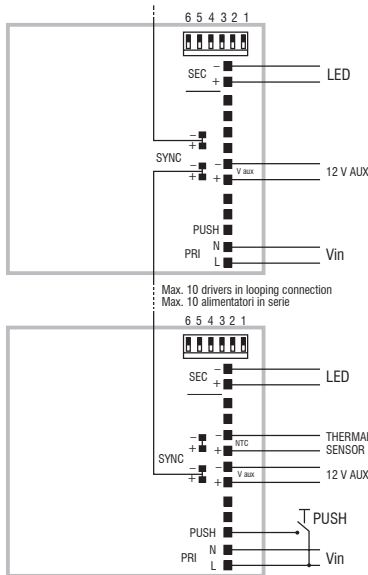 6 5 4 3 2 1
−
SEC
+
LED
−
+
SYNC
−
+
−
V aux
+
12 V AUX
PUSH
N
PRI
L
Vin
Max. 10 drivers in looping connection
Max. 10 alimentatori in serie
6 5 4 3 2 1
−
SEC
+
LED
−
+
−
NTC
+
THERMAL
SENSOR
SYNC
−
+
−
V aux
+
12 V AUX
PUSH
PUSH
N
PRI
L
Vin